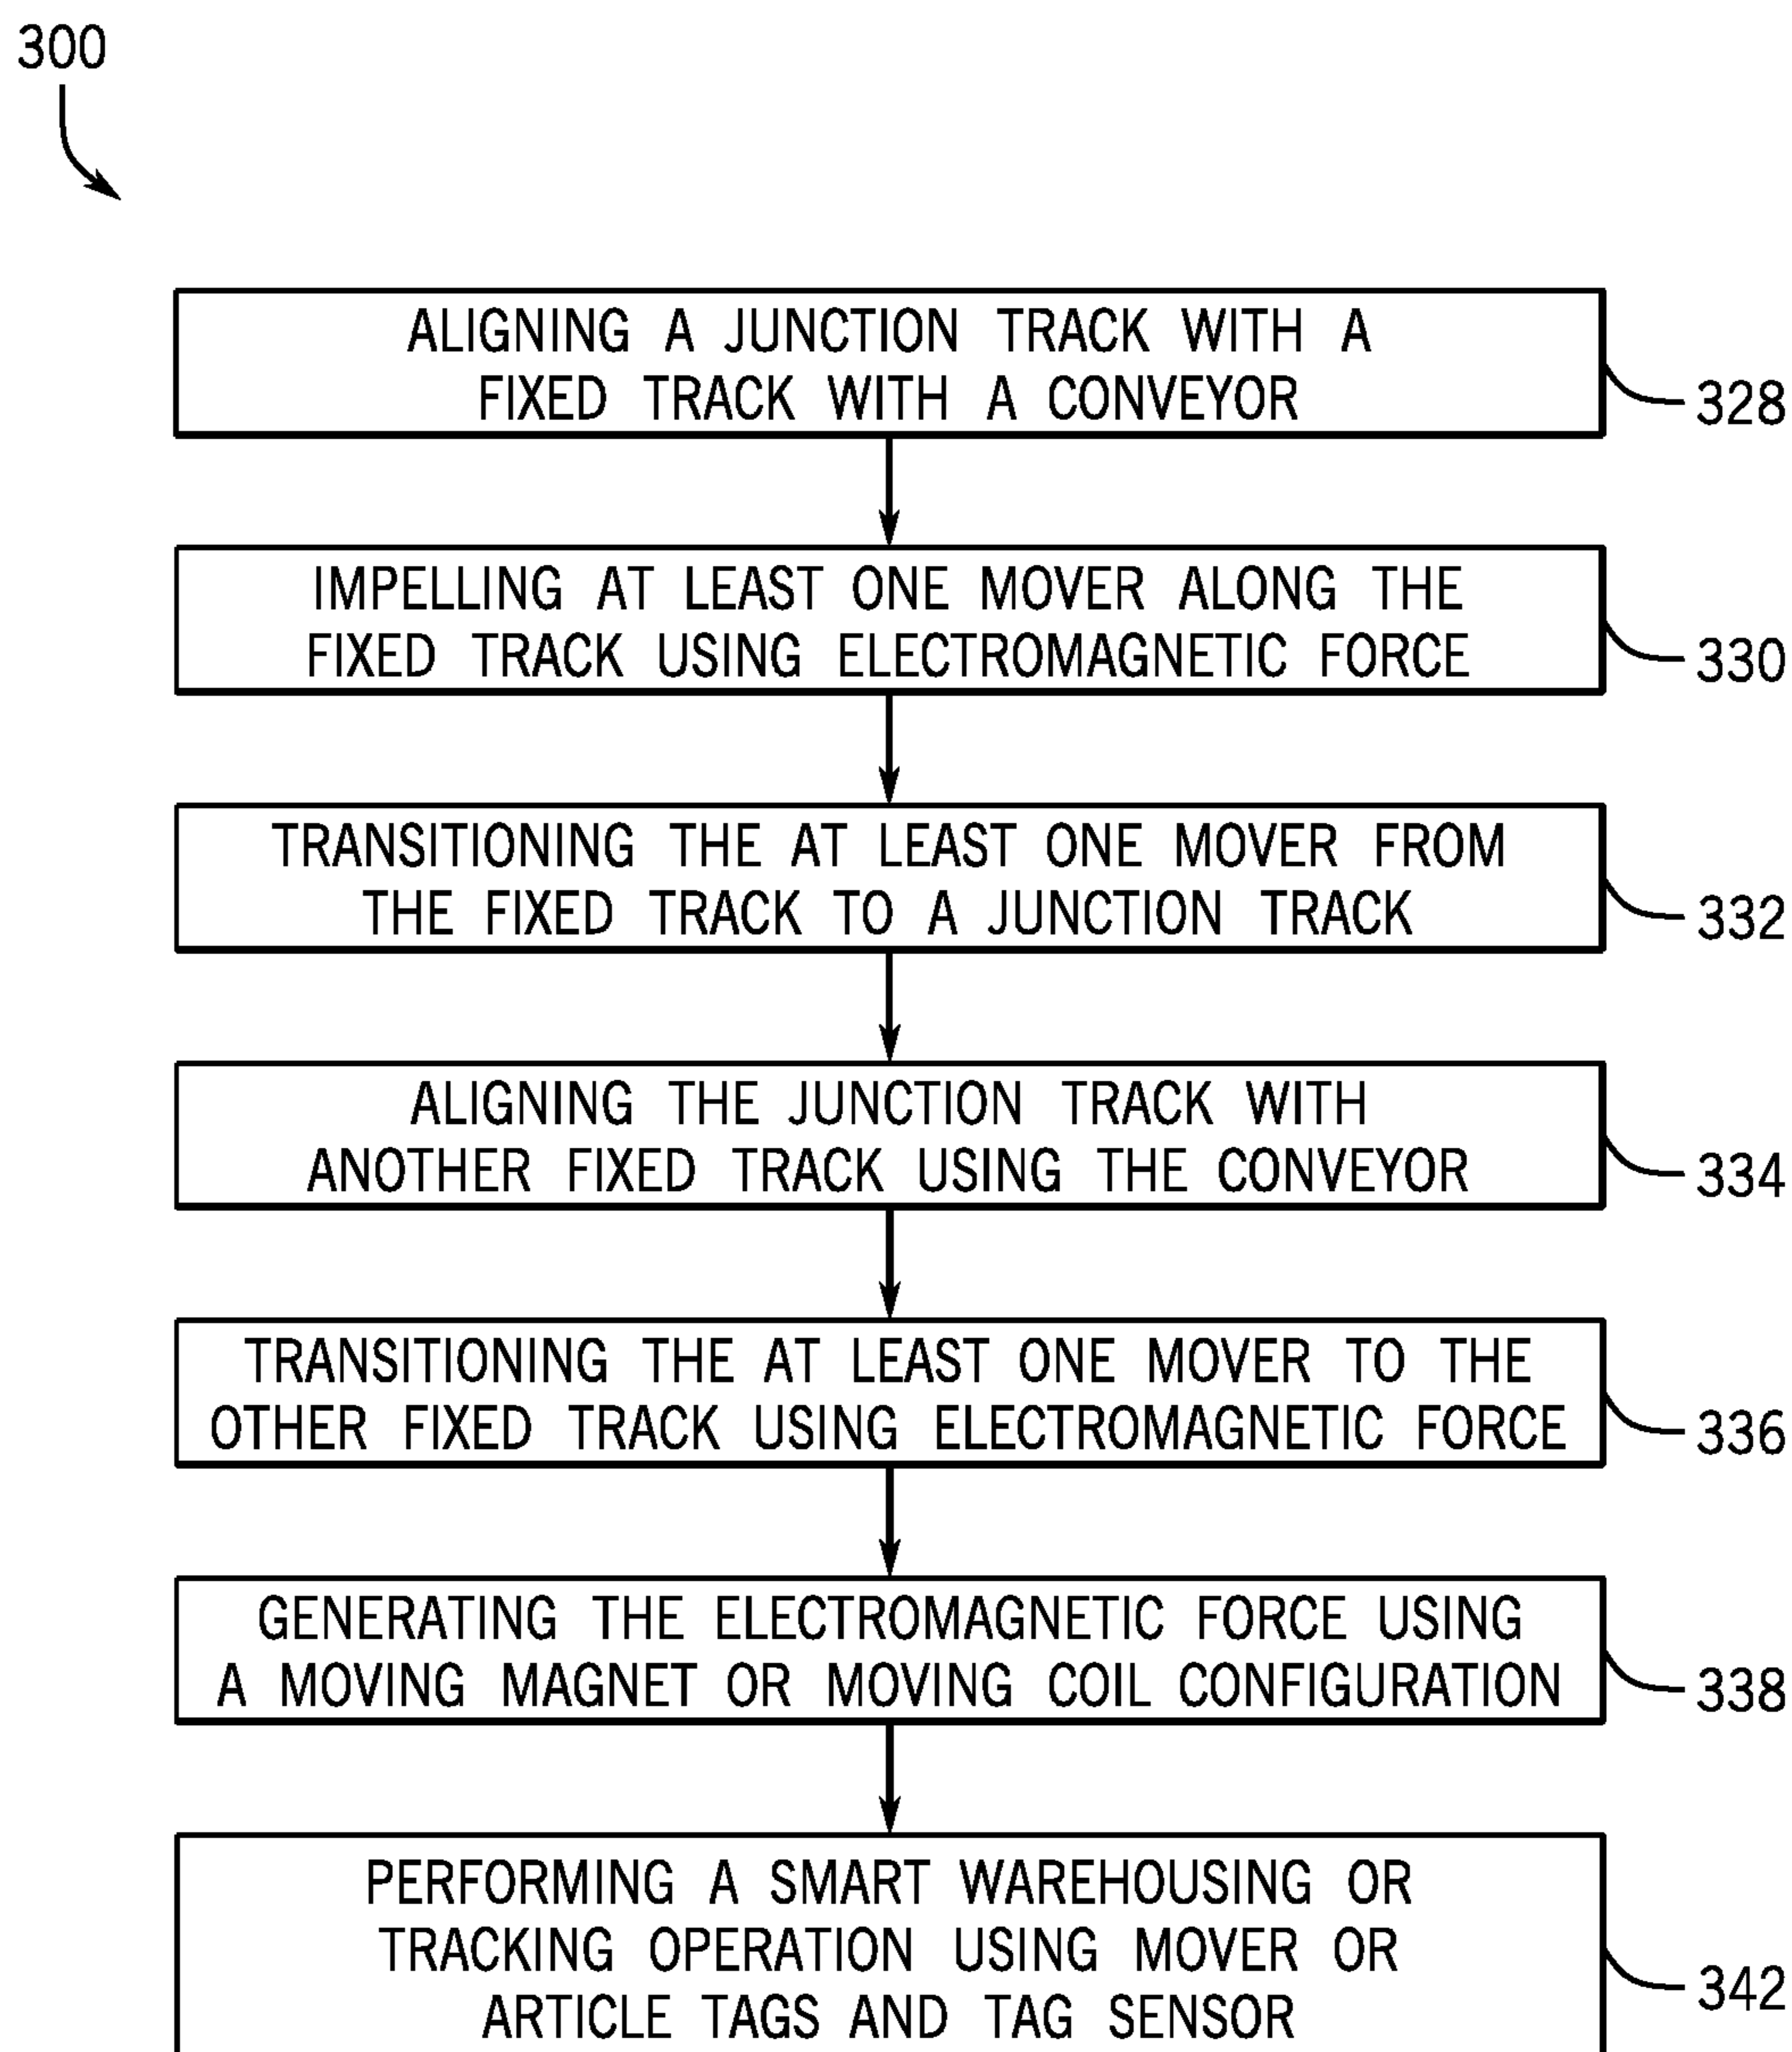 300
ALIGNING A JUNCTION TRACK WITH A
FIXED TRACK WITH A CONVEYOR
328
IMPELLING AT LEAST ONE MOVER ALONG THE
FIXED TRACK USING ELECTROMAGNETIC FORCE
330
TRANSITIONING THE AT LEAST ONE MOVER FROM
THE FIXED TRACK TO A JUNCTION TRACK
332
ALIGNING THE JUNCTION TRACK WITH
ANOTHER FIXED TRACK USING THE CONVEYOR
334
TRANSITIONING THE AT LEAST ONE MOVER TO THE
OTHER FIXED TRACK USING ELECTROMAGNETIC FORCE
336
GENERATING THE ELECTROMAGNETIC FORCE USING
A MOVING MAGNET OR MOVING COIL CONFIGURATION
338
PERFORMING A SMART WAREHOUSING OR
TRACKING OPERATION USING MOVER OR
ARTICLE TAGS AND TAG SENSOR
342